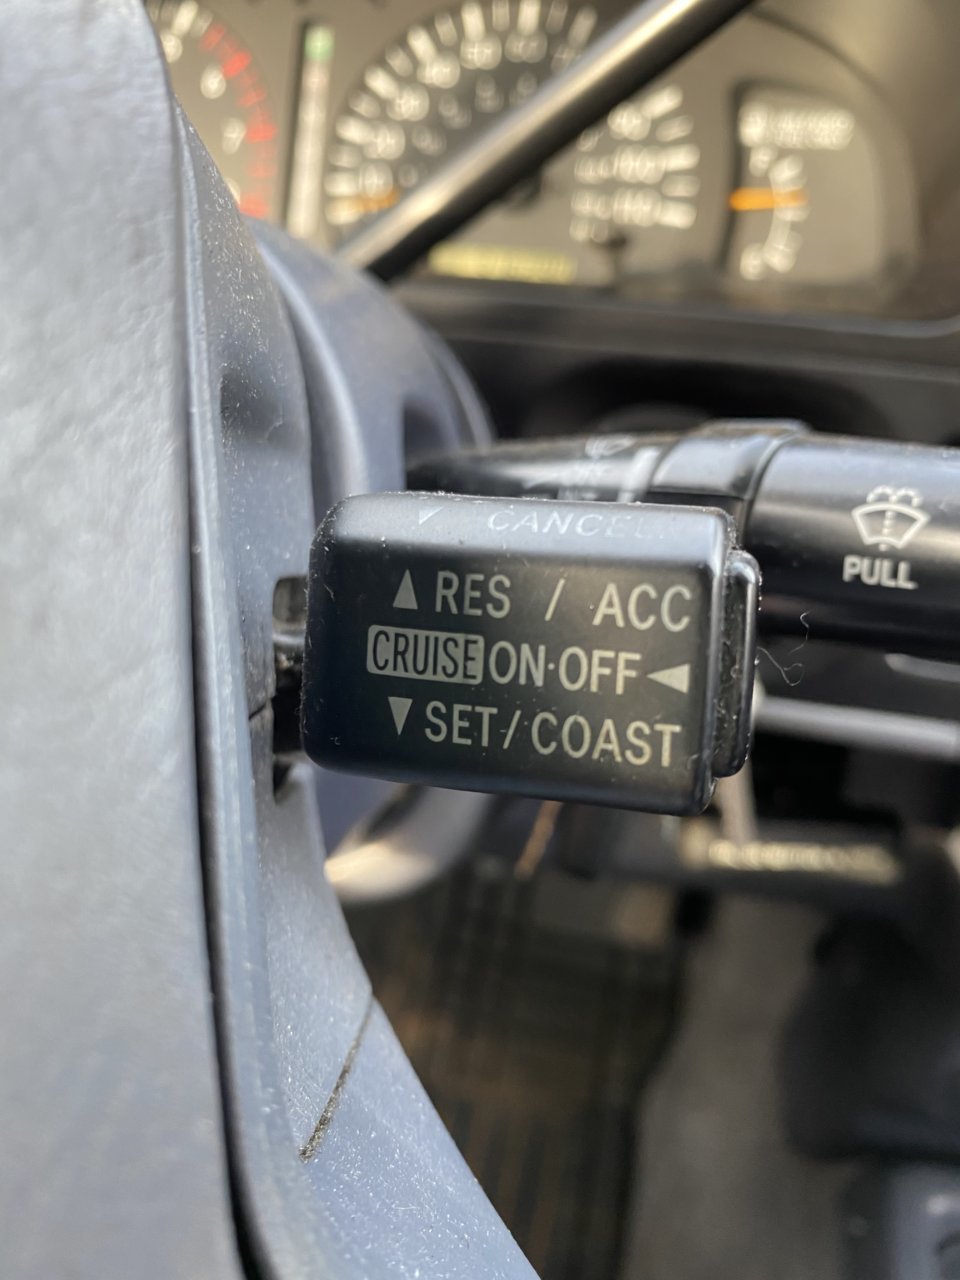 ▼ CANCEL
▲ RES / ACC
CRUISE ON·OFF ◀
▼ SET/COAST
PULL